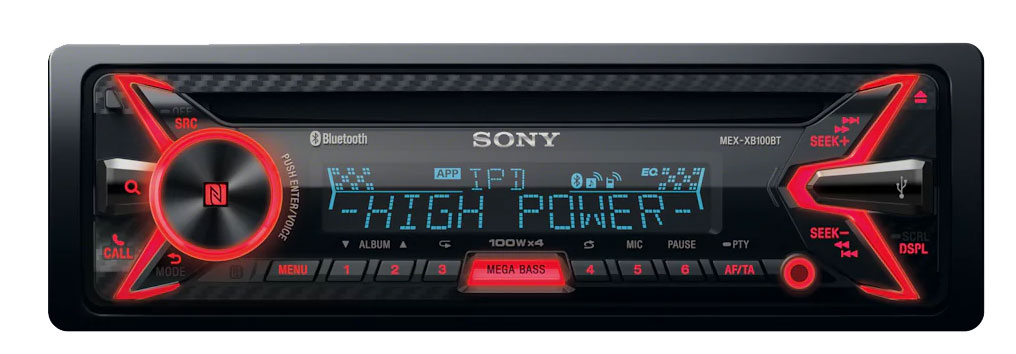 OFF
SRC
Bluetooth
SONY
MEX-XB100BT
SEEK+
PUSH ENTER/VOICE
APP IPD EQ
-HIGH POWER-
CALL
MODE
▼ ALBUM ▲
100W×4
MIC
PAUSE
PTY
SEEK-
SCRL
DSPL
MENU
1
2
3
MEGA BASS
4
5
6
AF/TA